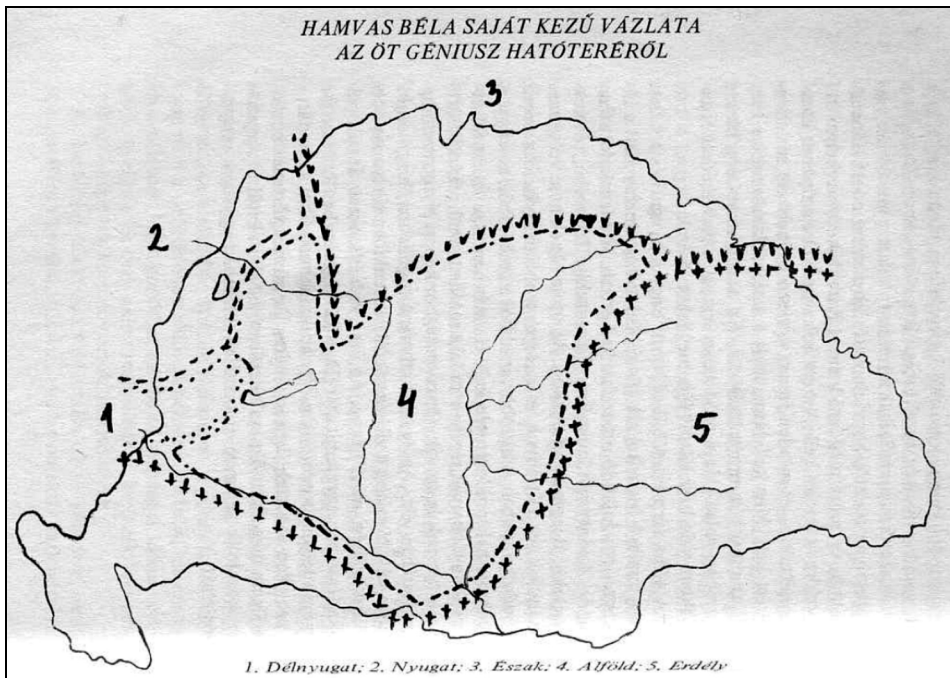 HAMVAS BÉLA SAJÁT KEZŰ VÁZLATA
AZ ÖT GÉNIUSZ HATÓTERÉRŐL
3
2
1
4
5
1. Délnyugat; 2. Nyugat; 3. Észak; 4. Alföld; 5. Erdély